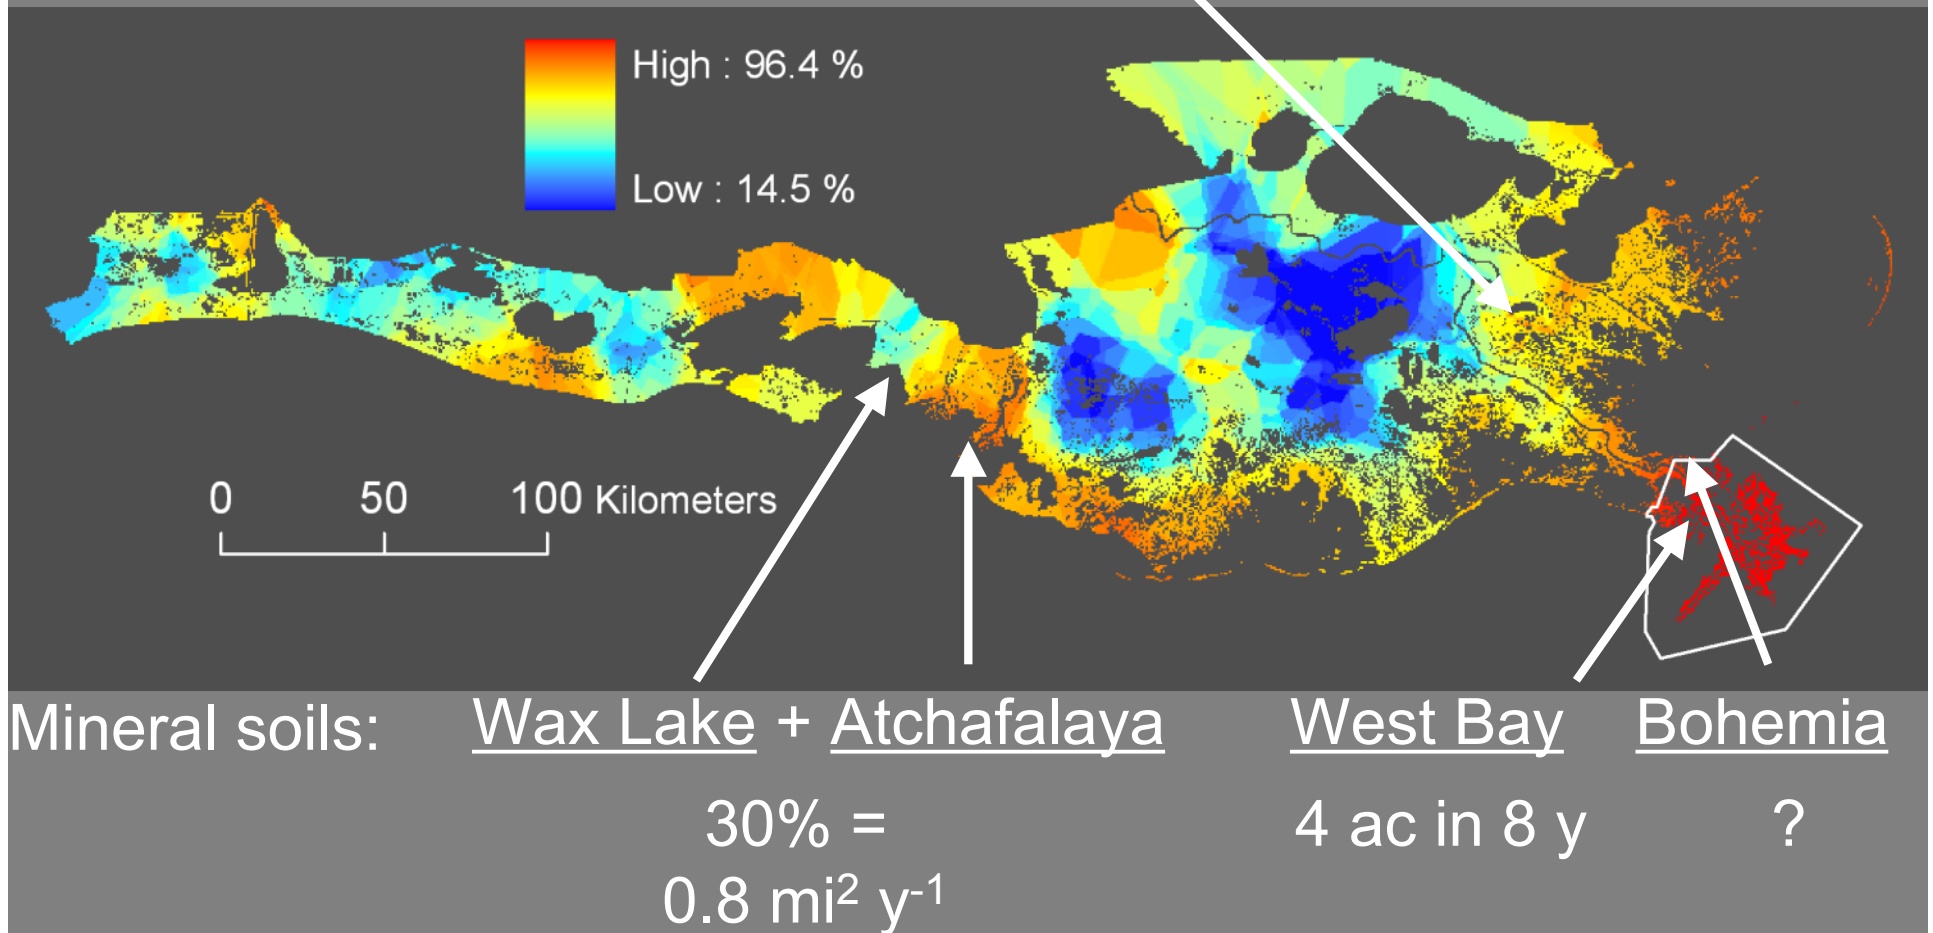 High : 96.4 %
Low : 14.5 %
0 50 100 Kilometers
Mineral soils: Wax Lake + Atchafalaya West Bay Bohemia
30% = 4 ac in 8 y ?
0.8 mi² y⁻¹